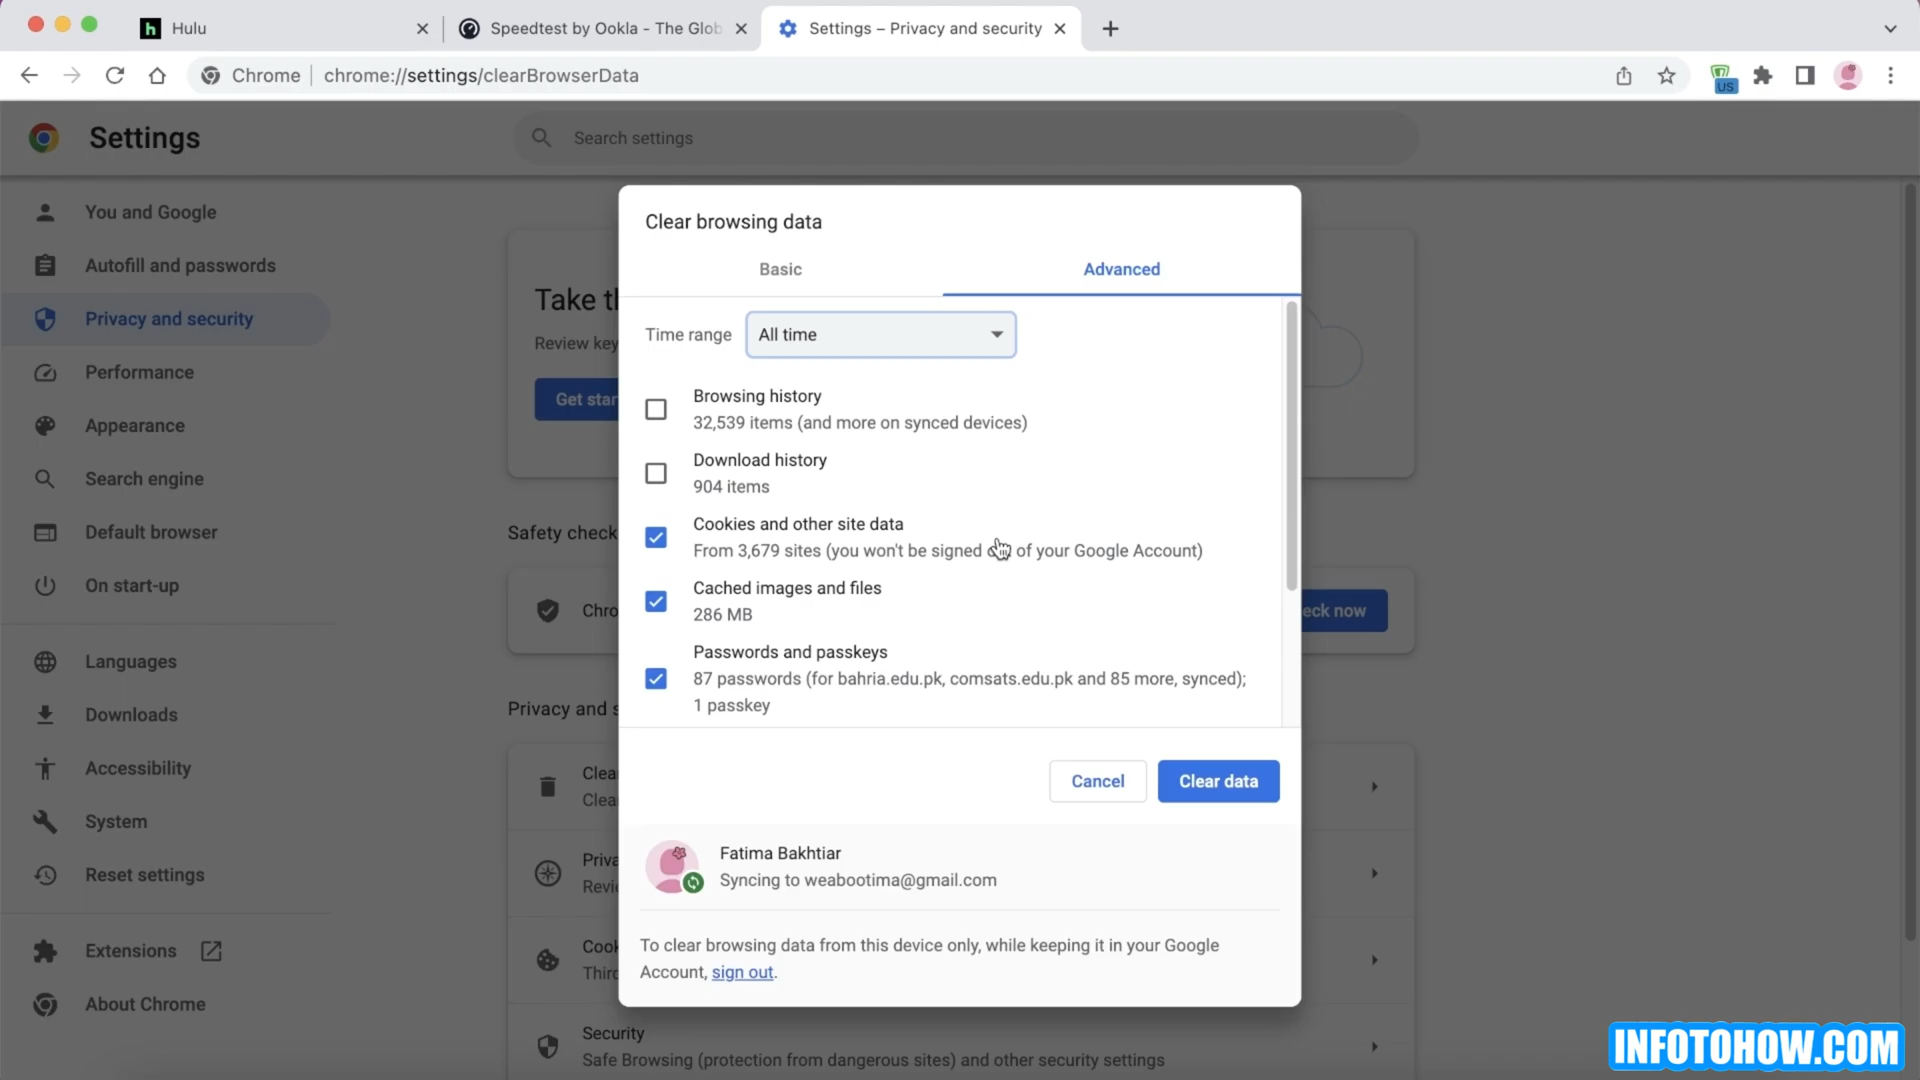 Hulu
Speedtest by Ookla - The Glob
Settings – Privacy and security
Chrome
chrome://settings/clearBrowserData
US
Settings
Search settings
You and Google
Autofill and passwords
Privacy and security
Performance
Appearance
Search engine
Default browser
On start-up
Languages
Downloads
Accessibility
System
Reset settings
Extensions
About Chrome
Take th
Review key
Get star
Safety check
Chro
eck now
Privacy and s
Clea
Clea
Priva
Revie
Cook
Third
Security
Safe Browsing (protection from dangerous sites) and other security settings
Clear browsing data
Basic
Advanced
Time range
All time
Browsing history
32,539 items (and more on synced devices)
Download history
904 items
Cookies and other site data
From 3,679 sites (you won't be signed of your Google Account)
Cached images and files
286 MB
Passwords and passkeys
87 passwords (for bahria.edu.pk, comsats.edu.pk and 85 more, synced);
1 passkey
Cancel
Clear data
Fatima Bakhtiar
Syncing to weabootima@gmail.com
To clear browsing data from this device only, while keeping it in your Google
Account, sign out.
INFOTOHOW.COM